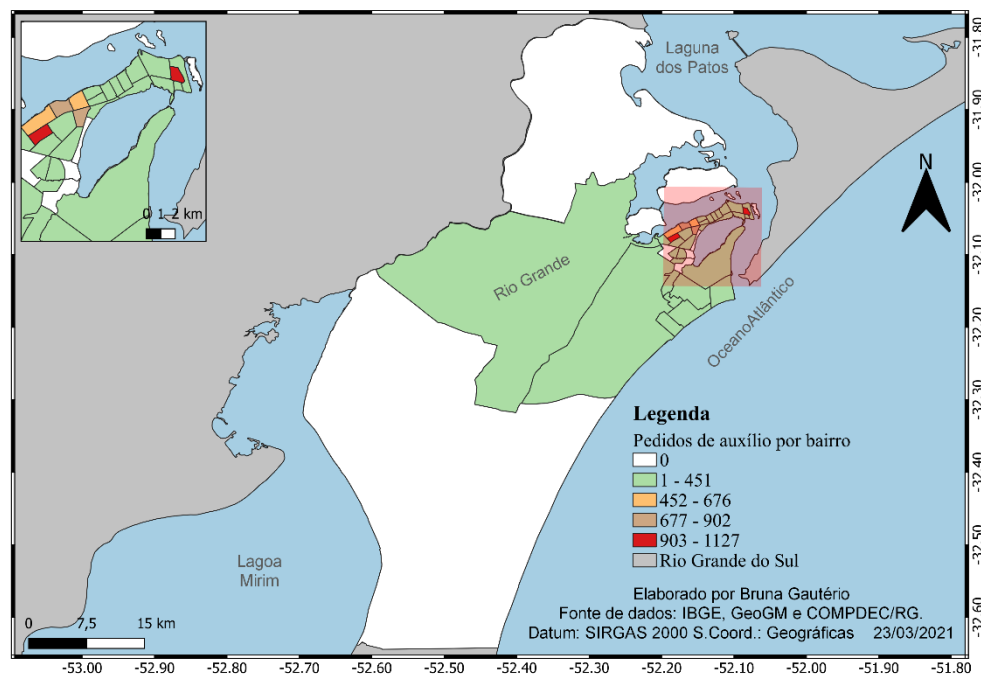 0 1 2 km
Laguna
dos Patos
N
Rio Grande
OceanoAtlântico
Lagoa
Mirim
Legenda
Pedidos de auxílio por bairro
0
1 - 451
452 - 676
677 - 902
903 - 1127
Rio Grande do Sul
Elaborado por Bruna Gautério
Fonte de dados: IBGE, GeoGM e COMPDEC/RG.
Datum: SIRGAS 2000 S.Coord.: Geográficas 23/03/2021
0 7,5 15 km
-31.80
-31.90
-32.00
-32.10
-32.20
-32.30
-32.40
-32.50
-32.60
-53.00 -52.90 -52.80 -52.70 -52.60 -52.50 -52.40 -52.30 -52.20 -52.10 -52.00 -51.90 -51.80